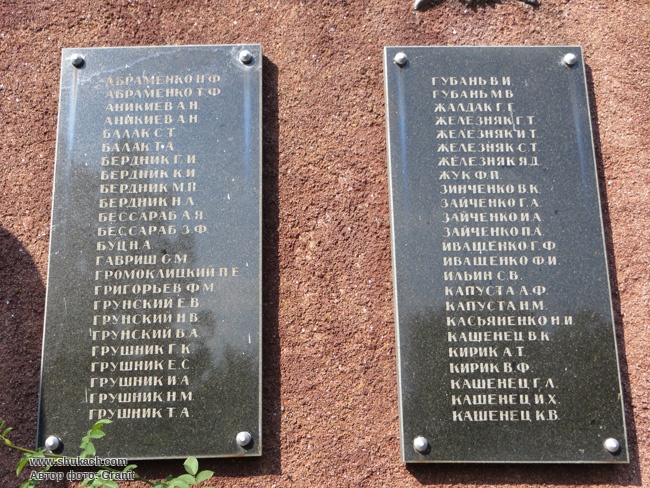 АБРАМЕНКО Н.Ф.
АБРАМЕНКО Т.Ф.
АНИКИЕВ А.Н.
АНИКИЕВ А.Н.
БАЛАК С.Т.
БАЛАК Т.А.
БЕРДНИК Г.И.
БЕРДНИК К.И.
БЕРДНИК М.П.
БЕРДНИК Н.Л.
БЕССАРАБ А.Я.
БЕССАРАБ З.Ф.
БУЦ Н.А.
ГАВРИШ С.М.
ГРОМОКЛИЦКИЙ П.Е.
ГРИГОРЬЕВ Ф.М.
ГРУНСКИЙ Е.В.
ГРУНСКИЙ Н.В.
ГРУНСКИЙ В.А.
ГРУШНИК Г.К.
ГРУШНИК Е.С.
ГРУШНИК И.А.
ГРУШНИК Н.М.
ГРУШНИК Т.А.
ГУБАНЬ В.И.
ГУБАНЬ М.В.
ЖАЛДАК Г.Г.
ЖЕЛЕЗНЯК Г.Т.
ЖЕЛЕЗНЯК И.Т.
ЖЕЛЕЗНЯК С.Т.
ЖЕЛЕЗНЯК Я.Д.
ЖУК Ф.П.
ЗИНЧЕНКО В.К.
ЗАЙЧЕНКО Г.А.
ЗАЙЧЕНКО И.А.
ЗАЙЧЕНКО П.А.
ИВАЩЕНКО Г.Ф.
ИВАЩЕНКО Ф.И.
ИЛЬИН С.В.
КАПУСТА А.Ф.
КАПУСТА Н.М.
КАСЬЯНЕНКО Н.И.
КАЩЕНЕЦ В.К.
КИРИК А.Т.
КИРИК В.Ф.
КАШЕНЕЦ Г.Л.
КАШЕНЕЦ И.Х.
КАШЕНЕЦ К.В.
www.shukach.com
Автор фото: Granit